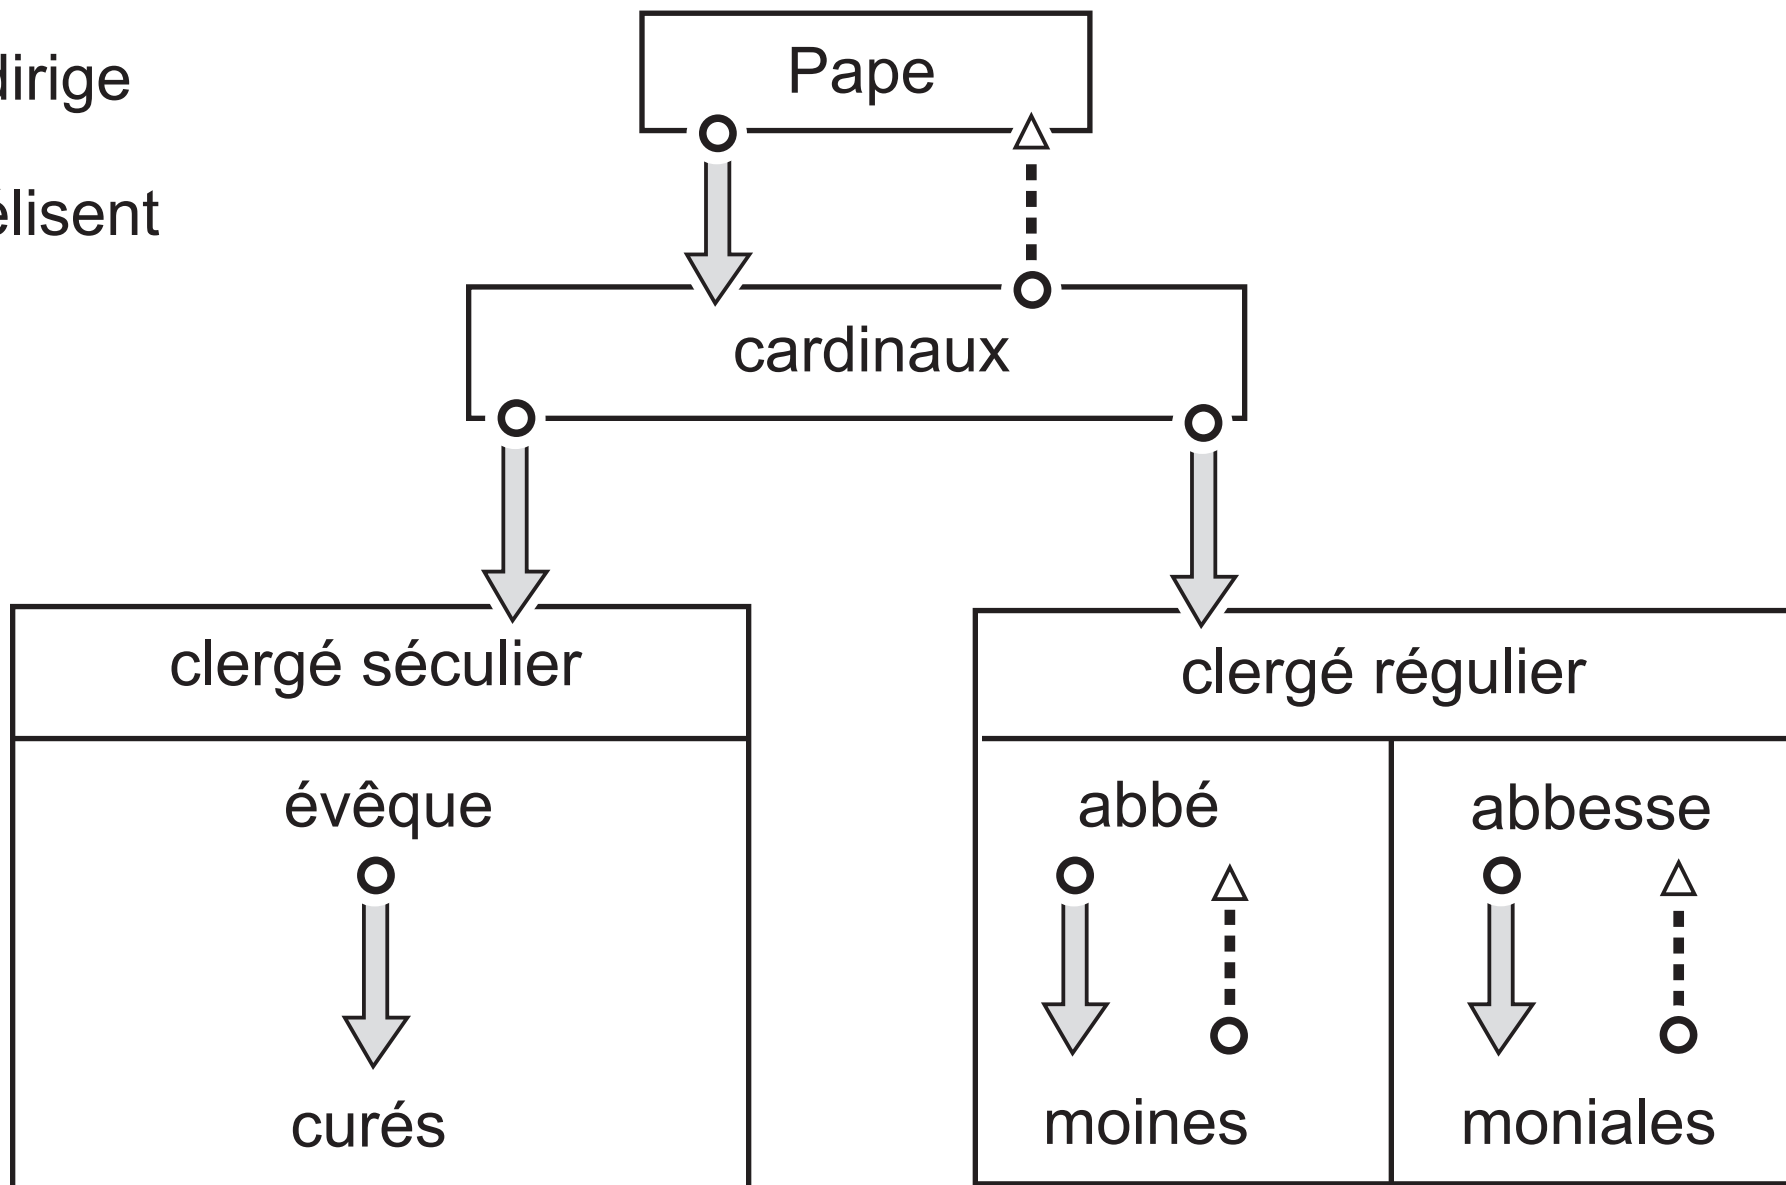 dirige
élisent
Pape
cardinaux
clergé séculier
évêque
curés
clergé régulier
abbé
abbesse
moines
moniales